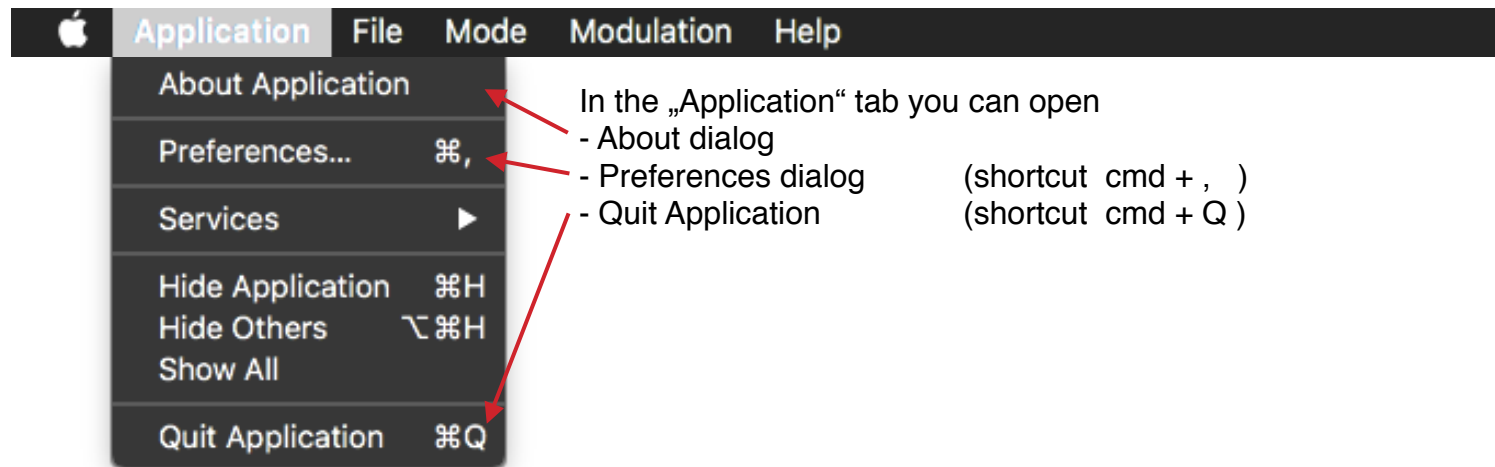 Application File Mode Modulation Help
About Application
Preferences... ⌘,
Services ▶
Hide Application ⌘H
Hide Others ⌥⌘H
Show All
Quit Application ⌘Q
In the „Application“ tab you can open
- About dialog
- Preferences dialog (shortcut cmd + , )
- Quit Application (shortcut cmd + Q )